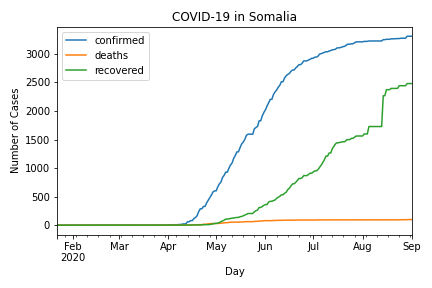 COVID-19 in Somalia
confirmed
deaths
recovered
Number of Cases
3000
2500
2000
1500
1000
500
0
Feb Mar Apr May Jun Jul Aug Sep
2020
Day